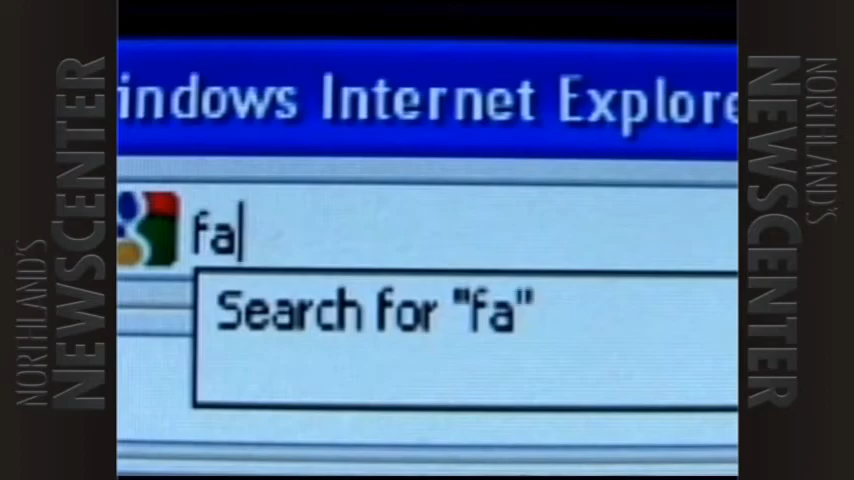 NORTHLAND'S
NEWSCENTER
indows Internet Explore
fa
Search for "fa"
NORTHLAND'S
NEWSCENTER